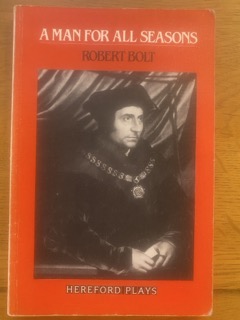 A MAN FOR ALL SEASONS
ROBERT BOLT
HEREFORD PLAYS